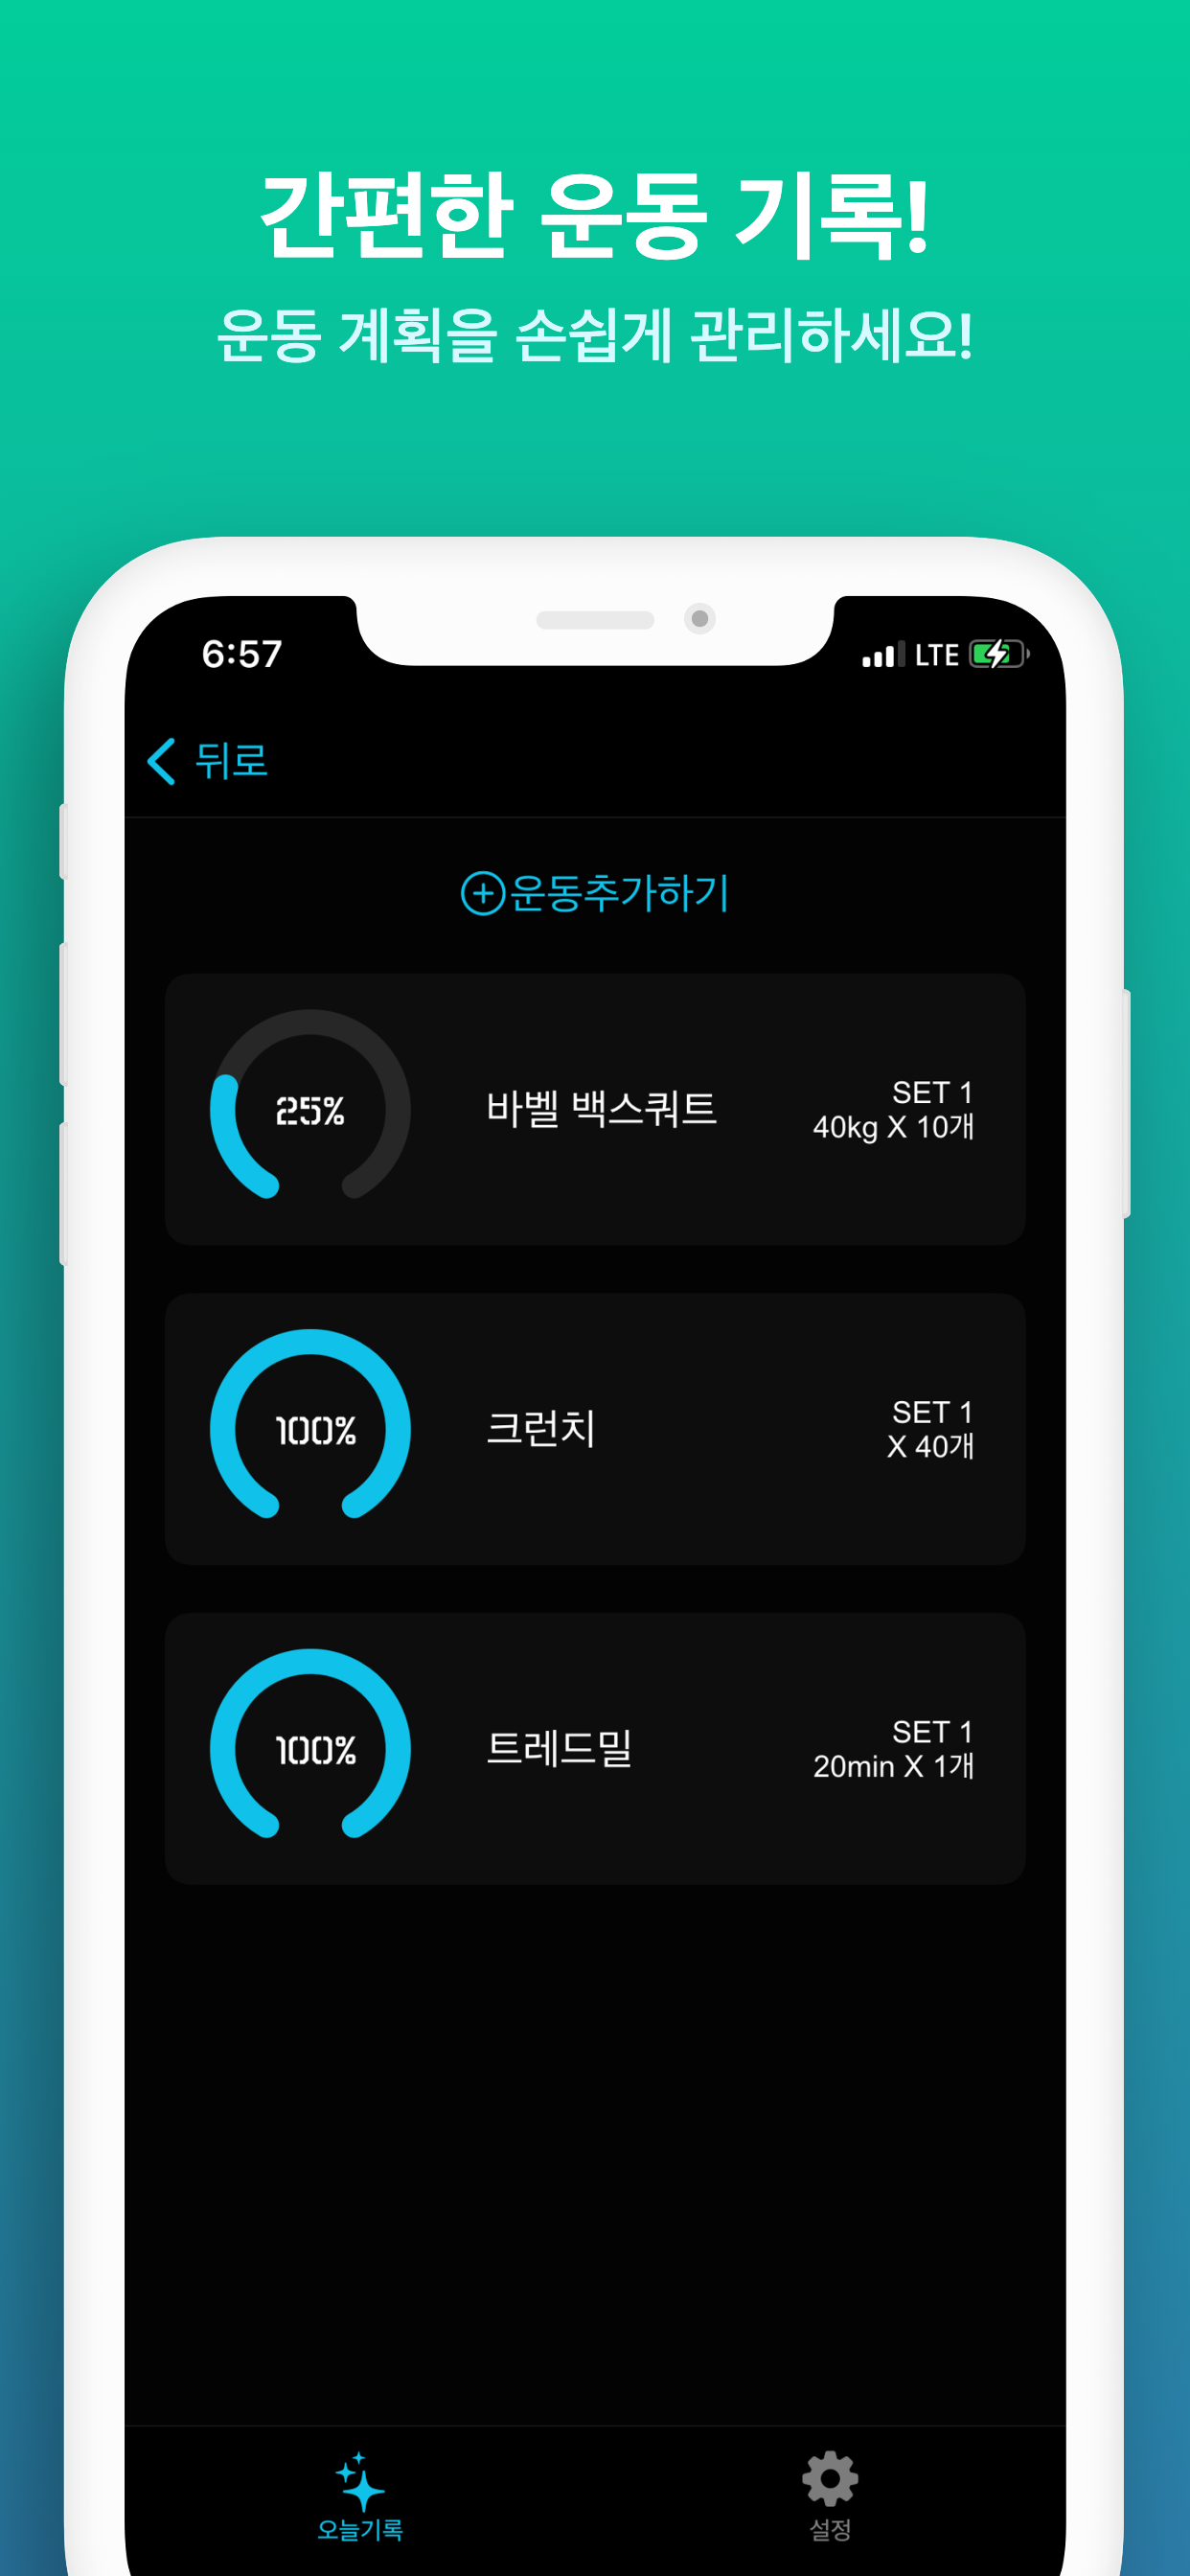 간편한 운동 기록!
운동 계획을 손쉽게 관리하세요!
6:57
LTE
뒤로
운동추가하기
25%
바벨 백스쿼트
SET 1
40kg X 10개
100%
크런치
SET 1
X 40개
100%
트레드밀
SET 1
20min X 1개
오늘기록
설정